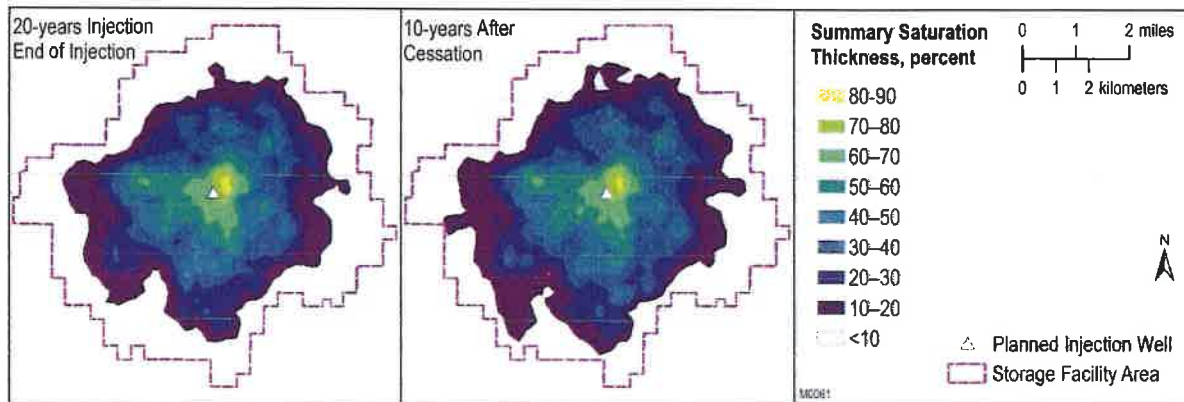 20-years Injection
End of Injection
10-years After
Cessation
Summary Saturation
Thickness, percent
80-90
70–80
60–70
50–60
40–50
30–40
20–30
10–20
<10
0 1 2 miles
0 1 2 kilometers
N
Planned Injection Well
Storage Facility Area
M0061